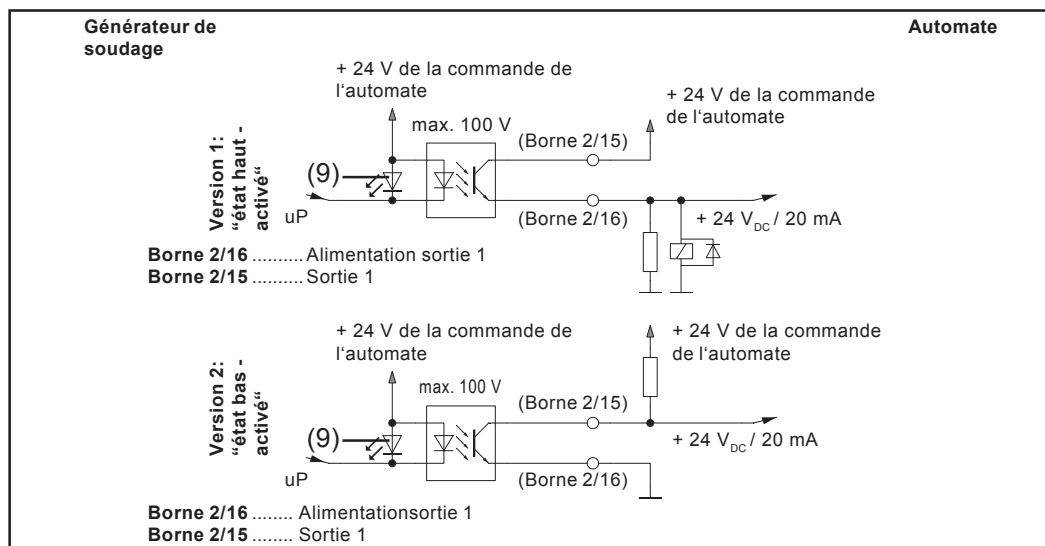 Générateur de
soudage
Automate
+ 24 V de la commande de
l‘automate
+ 24 V de la commande
de l‘automate
max. 100 V
(Borne 2/15)
Version 1:
“état haut -
activé“
(9)
uP
(Borne 2/16)
+ 24 VDC / 20 mA
Borne 2/16 .......... Alimentation sortie 1
Borne 2/15 .......... Sortie 1
+ 24 V de la commande de
l‘automate
+ 24 V de la commande
de l‘automate
max. 100 V
(Borne 2/15)
Version 2:
“état bas -
activé“
(9)
uP
(Borne 2/16)
+ 24 VDC / 20 mA
Borne 2/16 ........ Alimentationsortie 1
Borne 2/15 ........ Sortie 1